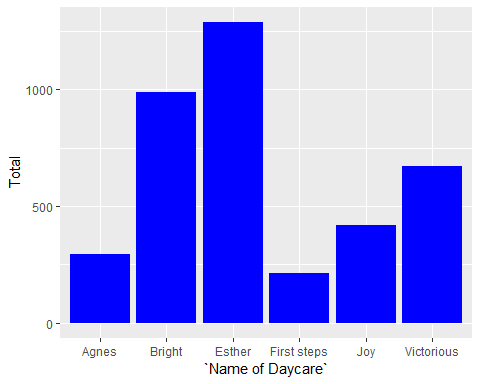 Total
1000
500
0
Agnes Bright Esther First steps Joy Victorious
`Name of Daycare`